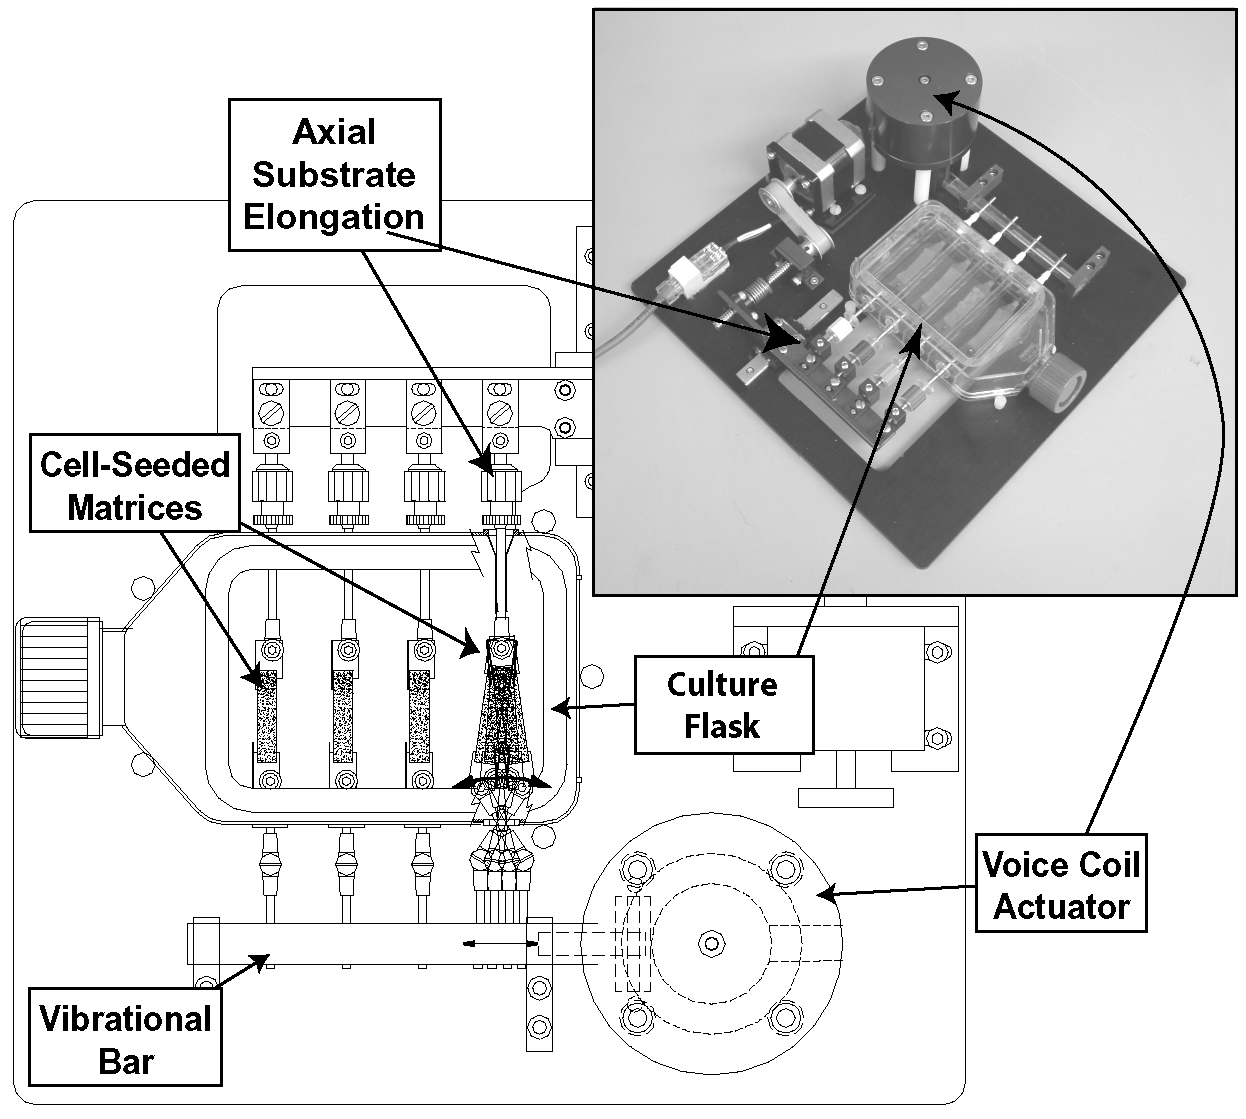 Axial
Substrate
Elongation
Cell-Seeded
Matrices
Culture
Flask
Voice Coil
Actuator
Vibrational
Bar